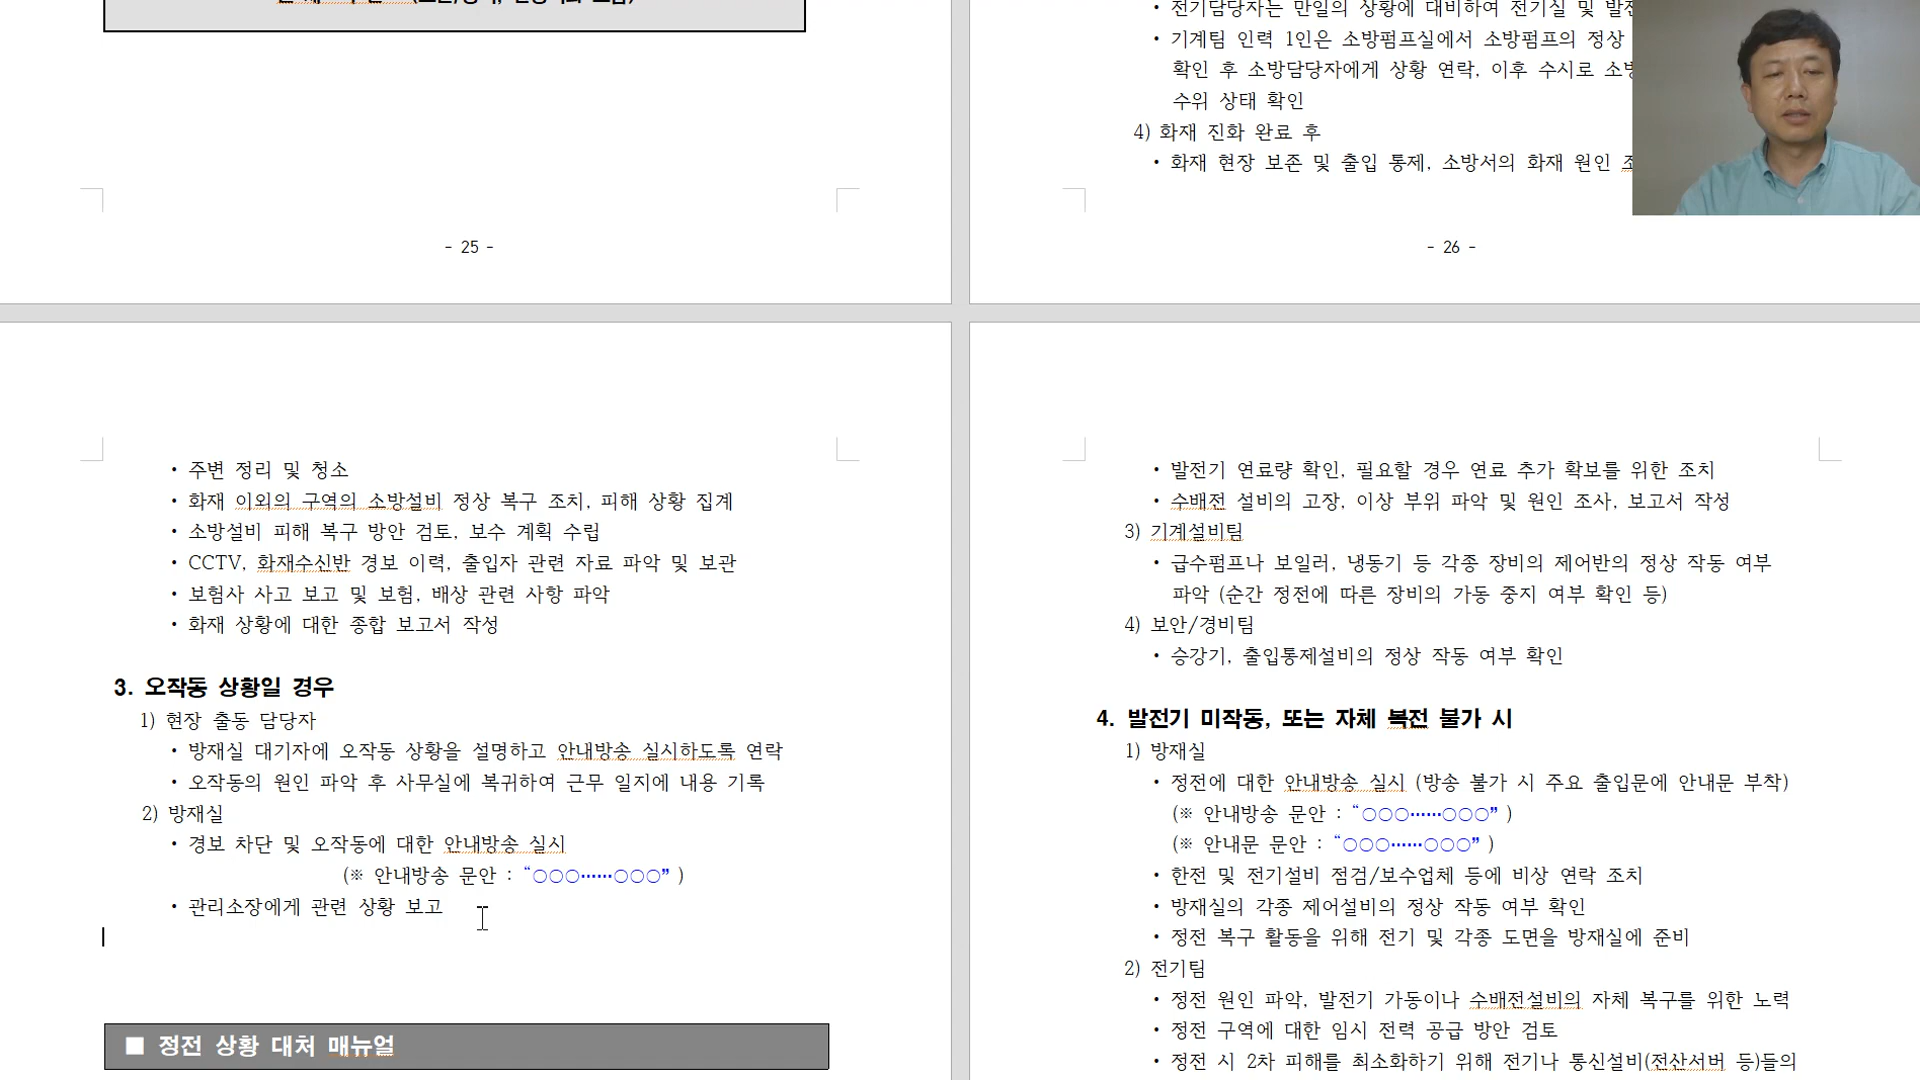 • 전기담당자는 만일의 상황에 대비하여 전기실 및
• 기계팀 인력 1인은 소방펌프실에서 소방펌프의 정상
확인 후 소방담당자에게 상황 연락, 이후 수시로
수위 상태 확인
4) 화재 진화 완료 후
• 화재 현장 보존 및 출입 통제, 소방서의 화재 원인
- 25 -
- 26 -
• 주변 정리 및 청소
• 화재 이외의 구역의 소방설비 정상 복구 조치, 피해 상황 집계
• 소방설비 피해 복구 방안 검토, 보수 계획 수립
• CCTV, 화재수신반 경보 이력, 출입자 관련 자료 파악 및 보관
• 보험사 사고 보고 및 보험, 배상 관련 사항 파악
• 화재 상황에 대한 종합 보고서 작성
3. 오작동 상황일 경우
1) 현장 출동 담당자
• 방재실 대기자에 오작동 상황을 설명하고 안내방송 실시하도록 연락
• 오작동의 원인 파악 후 사무실에 복귀하여 근무 일지에 내용 기록
2) 방재실
• 경보 차단 및 오작동에 대한 안내방송 실시
(※ 안내방송 문안 : “○○○……○○○” )
• 관리소장에게 관련 상황 보고
■ 정전 상황 대처 매뉴얼
• 발전기 연료량 확인, 필요할 경우 연료 추가 확보를 위한 조치
• 수배전 설비의 고장, 이상 부위 파악 및 원인 조사, 보고서 작성
3) 기계설비팀
• 급수펌프나 보일러, 냉동기 등 각종 장비의 제어반의 정상 작동 여부
파악 (순간 정전에 따른 장비의 가동 중지 여부 확인 등)
4) 보안/경비팀
• 승강기, 출입통제설비의 정상 작동 여부 확인
4. 발전기 미작동, 또는 자체 복전 불가 시
1) 방재실
• 정전에 대한 안내방송 실시 (방송 불가 시 주요 출입문에 안내문 부착)
(※ 안내방송 문안 : “○○○……○○○” )
(※ 안내문 문안 : “○○○……○○○” )
• 한전 및 전기설비 점검/보수업체 등에 비상 연락 조치
• 방재실의 각종 제어설비의 정상 작동 여부 확인
• 정전 복구 활동을 위해 전기 및 각종 도면을 방재실에 준비
2) 전기팀
• 정전 원인 파악, 발전기 가동이나 수배전설비의 자체 복구를 위한 노력
• 정전 구역에 대한 임시 전력 공급 방안 검토
• 정전 시 2차 피해를 최소화하기 위해 전기나 통신설비(전산서버 등)들의